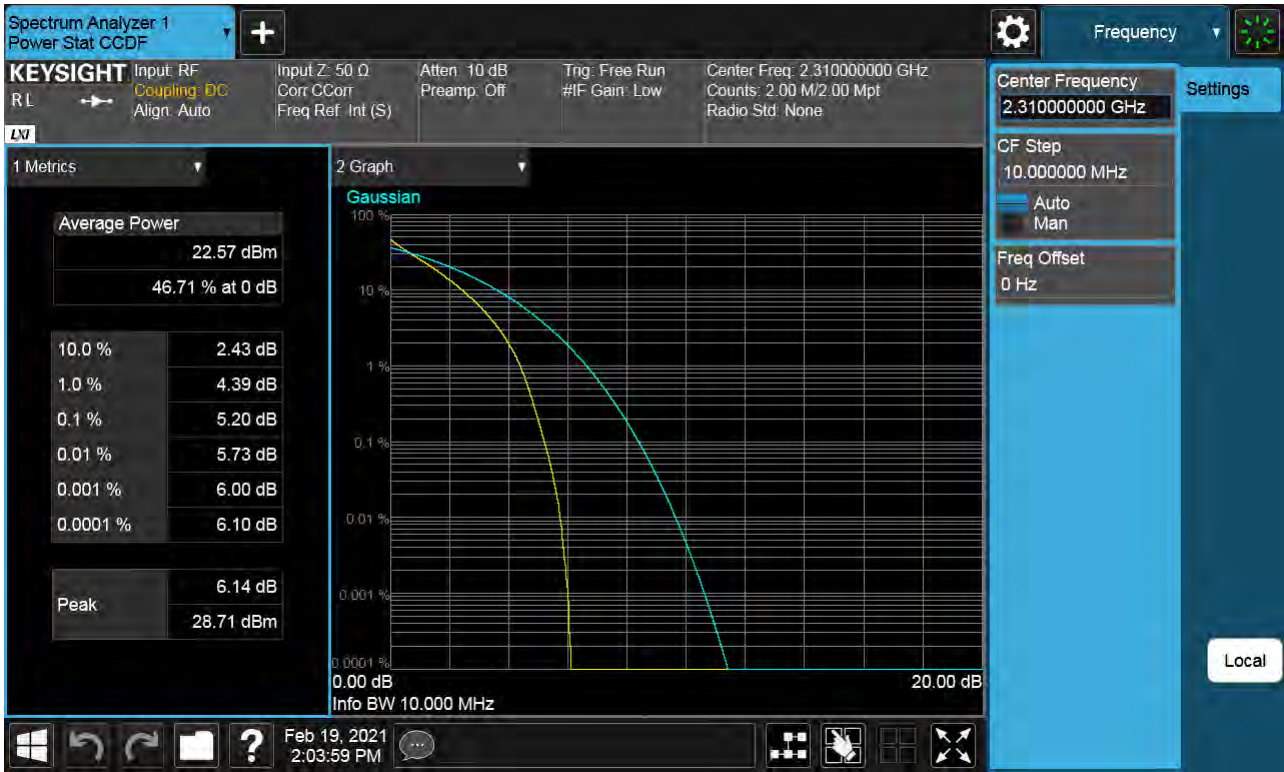 Spectrum Analyzer 1
Power Stat CCDF
+
Frequency
KEYSIGHT
R L
LXI
Input: RF
Coupling: DC
Align: Auto
Input Z: 50 Ω
Corr CCorr
Freq Ref: Int (S)
Atten: 10 dB
Preamp: Off
Trig: Free Run
#IF Gain: Low
Center Freq: 2.310000000 GHz
Counts: 2.00 M/2.00 Mpt
Radio Std: None
Center Frequency
2.310000000 GHz
CF Step
10.000000 MHz
Auto
Man
Freq Offset
0 Hz
Settings
Local
1 Metrics
Average Power
22.57 dBm
46.71 % at 0 dB
10.0 % 2.43 dB
1.0 % 4.39 dB
0.1 % 5.20 dB
0.01 % 5.73 dB
0.001 % 6.00 dB
0.0001 % 6.10 dB
Peak
6.14 dB
28.71 dBm
2 Graph
Gaussian
100 %
10 %
1 %
0.1 %
0.01 %
0.001 %
0.0001 %
0.00 dB 20.00 dB
Info BW 10.000 MHz
?
Feb 19, 2021
2:03:59 PM